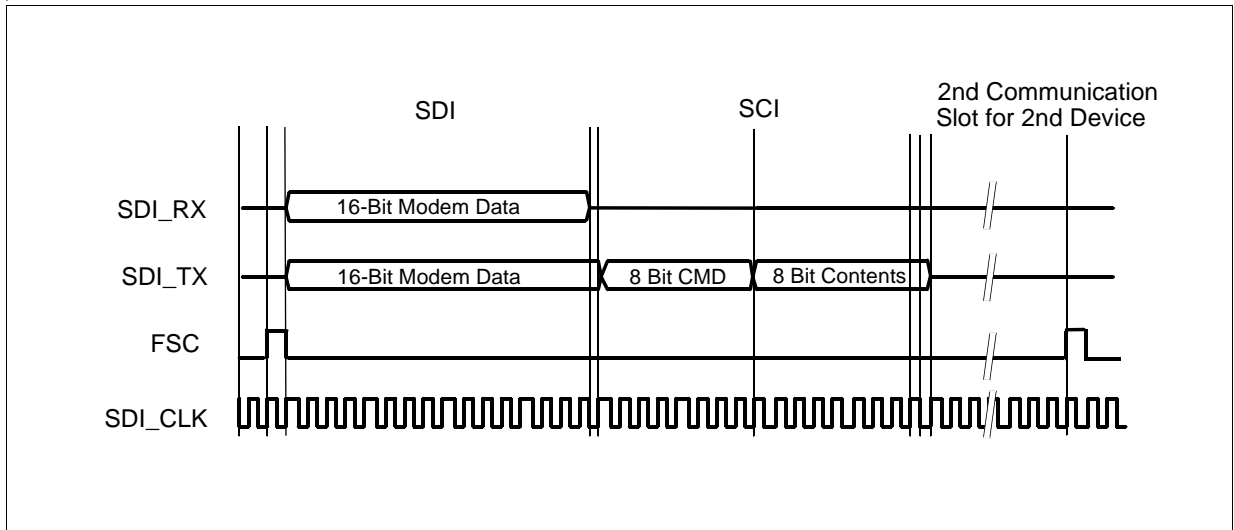 SDI
SCI
2nd Communication
Slot for 2nd Device
SDI_RX
16-Bit Modem Data
SDI_TX
16-Bit Modem Data
8 Bit CMD
8 Bit Contents
FSC
SDI_CLK